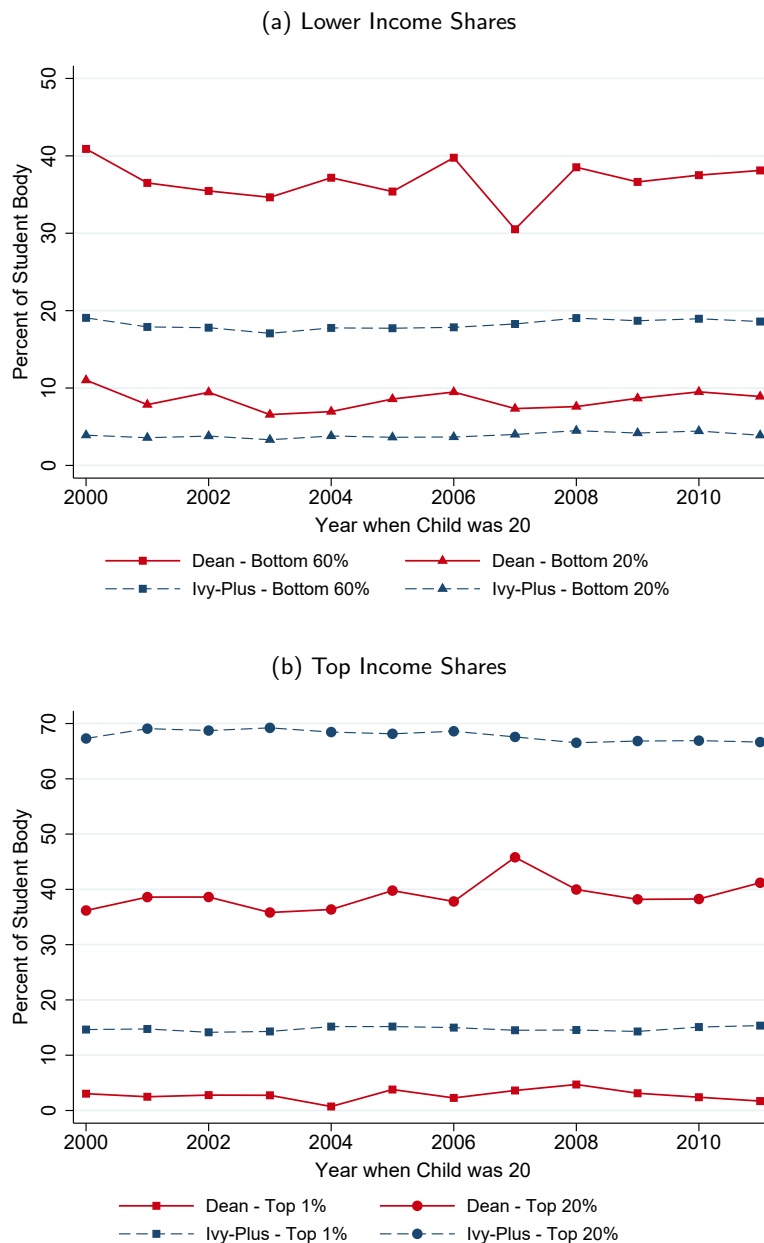 (a) Lower Income Shares
50
40
30
20
10
0
Percent of Student Body
2000 2002 2004 2006 2008 2010
Year when Child was 20
Dean - Bottom 60% Dean - Bottom 20%
Ivy-Plus - Bottom 60% Ivy-Plus - Bottom 20%
(b) Top Income Shares
70
60
50
40
30
20
10
0
Percent of Student Body
2000 2002 2004 2006 2008 2010
Year when Child was 20
Dean - Top 1% Dean - Top 20%
Ivy-Plus - Top 1% Ivy-Plus - Top 20%